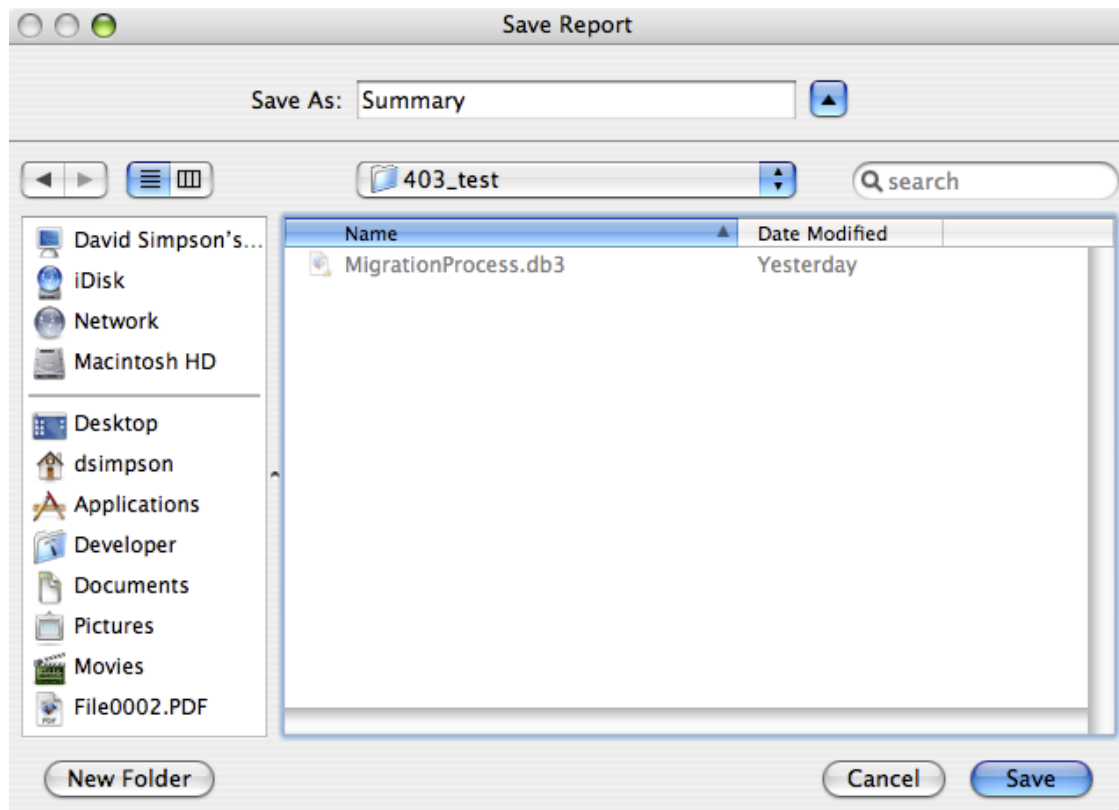 Save Report
Save As: Summary
403_test
search
David Simpson's...
iDisk
Network
Macintosh HD
Desktop
dsimpson
Applications
Developer
Documents
Pictures
Movies
File0002.PDF
Name Date Modified
MigrationProcess.db3 Yesterday
New Folder Cancel Save